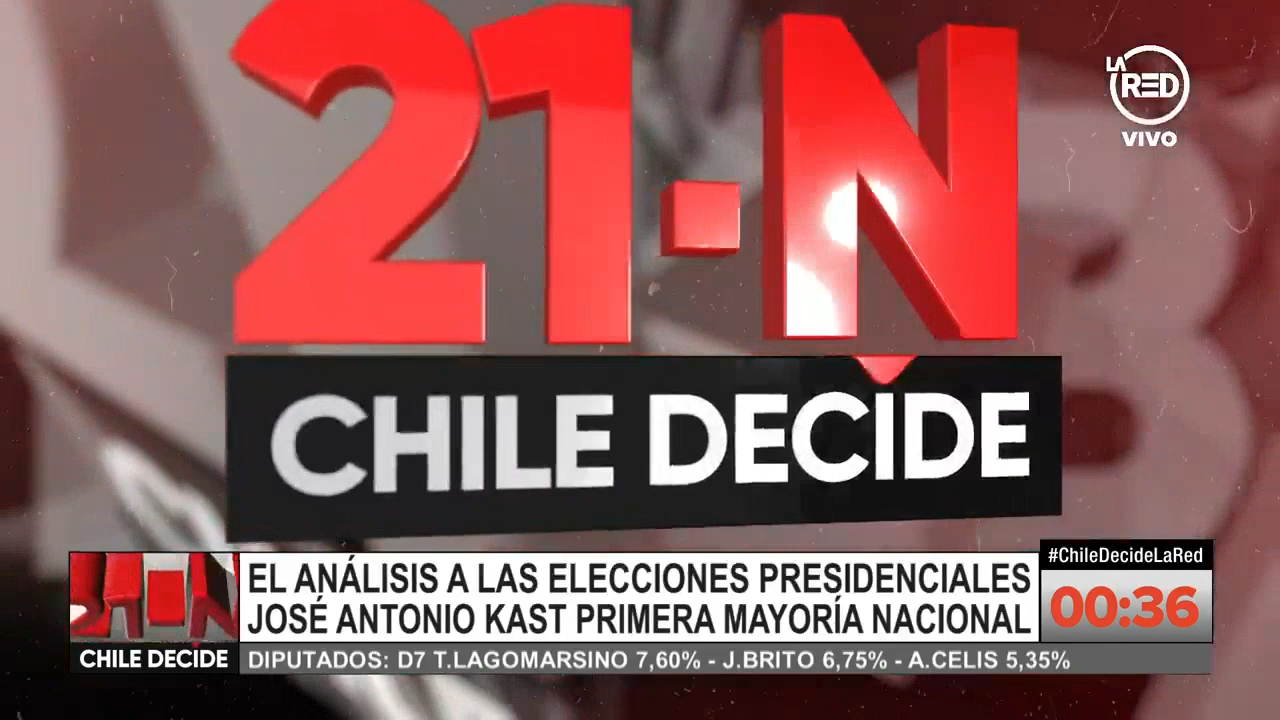 21·N
LA
RED
VIVO
CHILE DECIDE
#ChileDecideLaRed
EL ANÁLISIS A LAS ELECCIONES PRESIDENCIALES
JOSÉ ANTONIO KAST PRIMERA MAYORÍA NACIONAL
00:36
21·N
CHILE DECIDE
DIPUTADOS: D7 T.LAGOMARSINO 7,60% - J.BRITO 6,75% - A.CELIS 5,35%